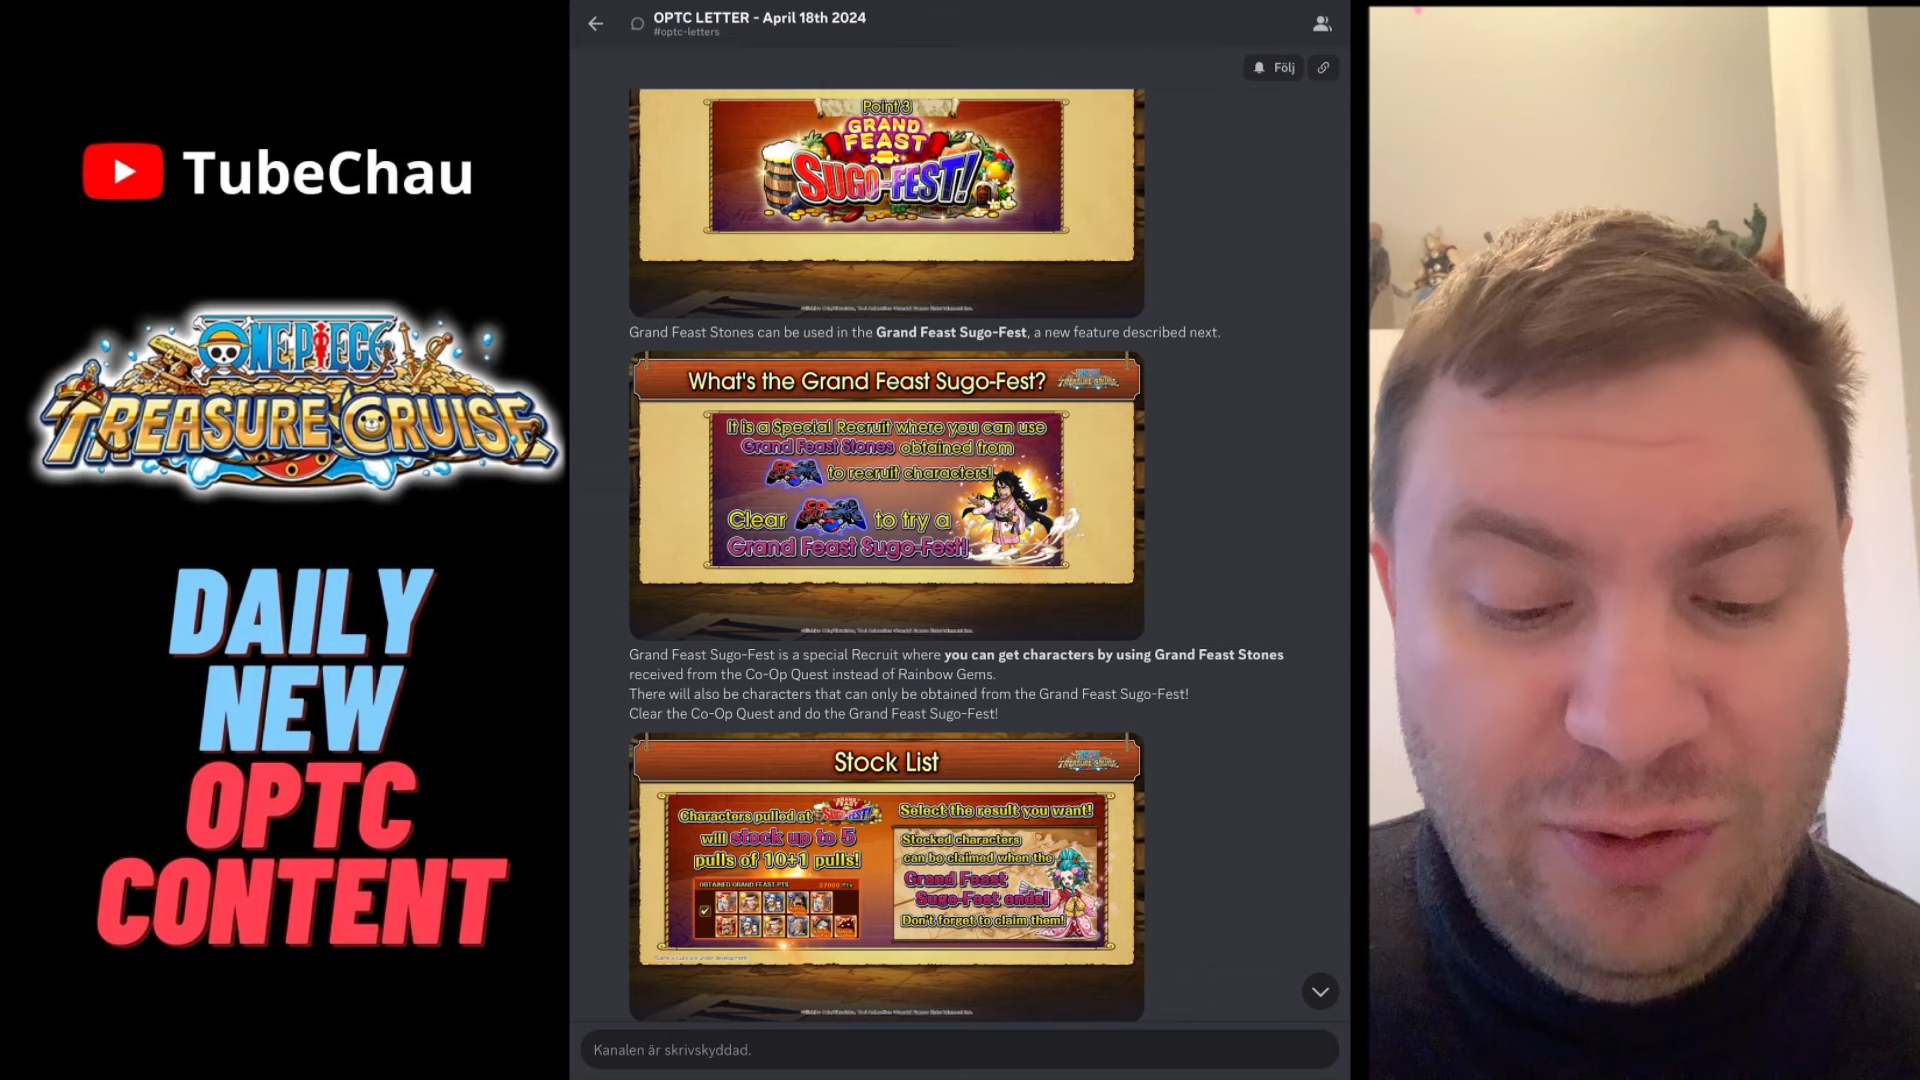 TubeChau
ONE PIECE
TREASURE CRUISE
DAILY
NEW
OPTC
CONTENT
OPTC LETTER - April 18th 2024
#optc-letters
Följ
Point 3
GRAND
FEAST
SUGO-FEST!
Grand Feast Stones can be used in the Grand Feast Sugo-Fest, a new feature described next.
What's the Grand Feast Sugo-Fest?
TREASURE CRUISE
It is a Special Recruit where you can use
Grand Feast Stones obtained from
to recruit characters!
Clear
to try a
Grand Feast Sugo-Fest!
Grand Feast Sugo-Fest is a special Recruit where you can get characters by using Grand Feast Stones
received from the Co-Op Quest instead of Rainbow Gems.
There will also be characters that can only be obtained from the Grand Feast Sugo-Fest!
Clear the Co-Op Quest and do the Grand Feast Sugo-Fest!
Stock List
TREASURE CRUISE
Characters pulled at
will stock up to 5
pulls of 10+1 pulls!
OBTAINED GRAND FEAST PTS
Select the result you want!
Stocked characters
can be claimed when the
Grand Feast
Sugo-Fest ends!
Don't forget to claim them!
Kanalen är skrivskyddad.